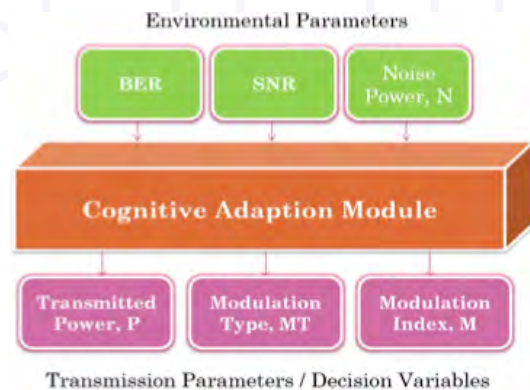 Environmental Parameters
BER
SNR
Noise
Power, N
Cognitive Adaption Module
Transmitted
Power, P
Modulation
Type, MT
Modulation
Index, M
Transmission Parameters / Decision Variables